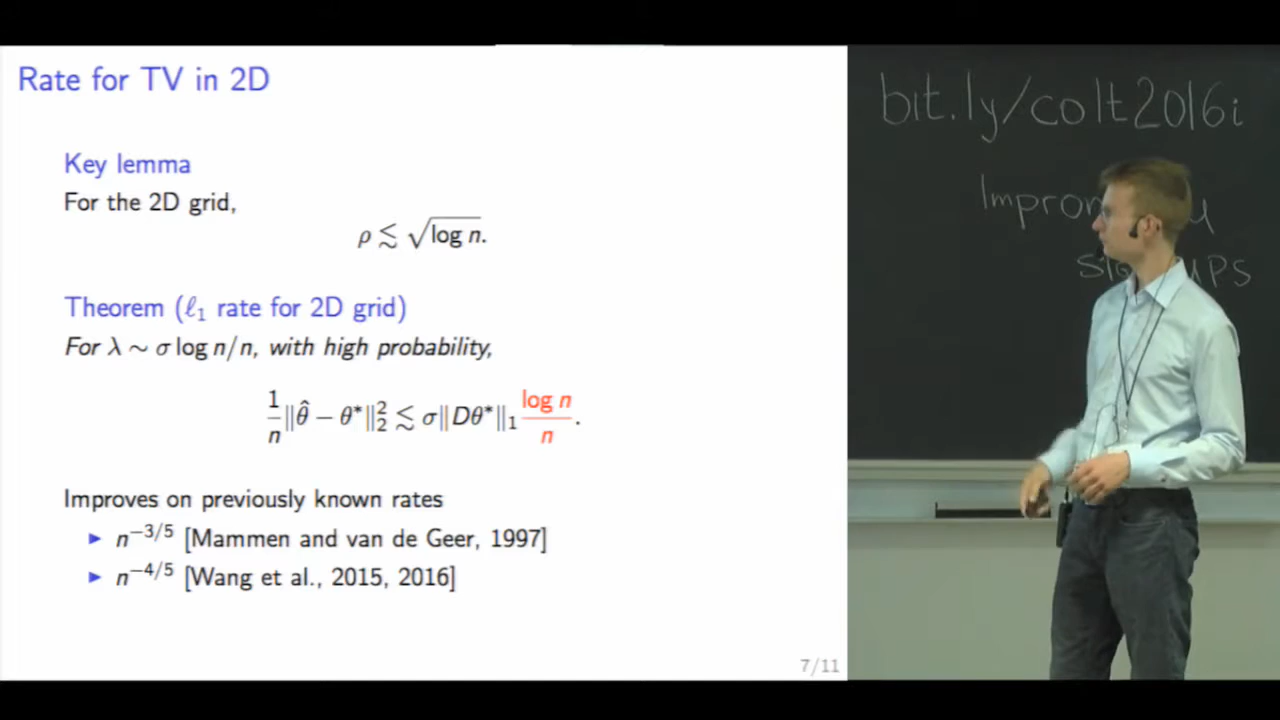 Rate for TV in 2D
Key lemma
For the 2D grid,
ρ ≲ √log n.
Theorem (ℓ₁ rate for 2D grid)
For λ ∼ σ log n/n, with high probability,
1/n ‖θ̂ − θ*‖₂² ≲ σ‖Dθ*‖₁ log n/n.
Improves on previously known rates
▶ n^{−3/5} [Mammen and van de Geer, 1997]
▶ n^{−4/5} [Wang et al., 2015, 2016]
7/11
bit.ly/colt2016i